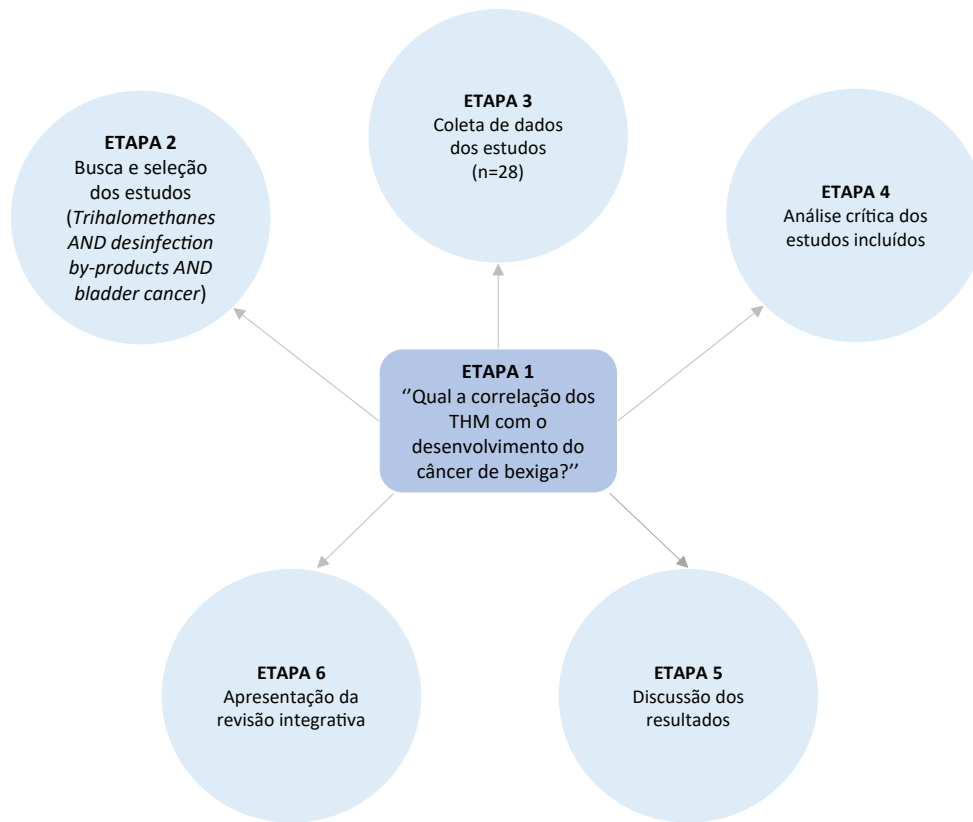 ETAPA 1
‘’Qual a correlação dos
THM com o
desenvolvimento do
câncer de bexiga?’’
ETAPA 2
Busca e seleção
dos estudos
(Trihalomethanes
AND desinfection
by-products AND
bladder cancer)
ETAPA 3
Coleta de dados
dos estudos
(n=28)
ETAPA 4
Análise crítica dos
estudos incluídos
ETAPA 5
Discussão dos
resultados
ETAPA 6
Apresentação da
revisão integrativa